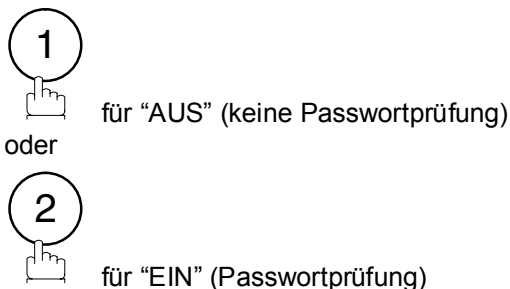 1
für “AUS” (keine Passwortprüfung)
oder
2
für “EIN” (Passwortprüfung)